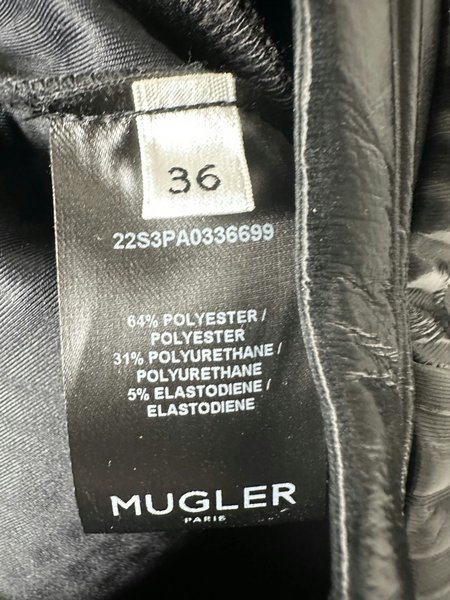 36
22S3PA0336699
64% POLYESTER /
POLYESTER
31% POLYURETHANE /
POLYURETHANE
5% ELASTODIENE /
ELASTODIENE
MUGLER
PARIS